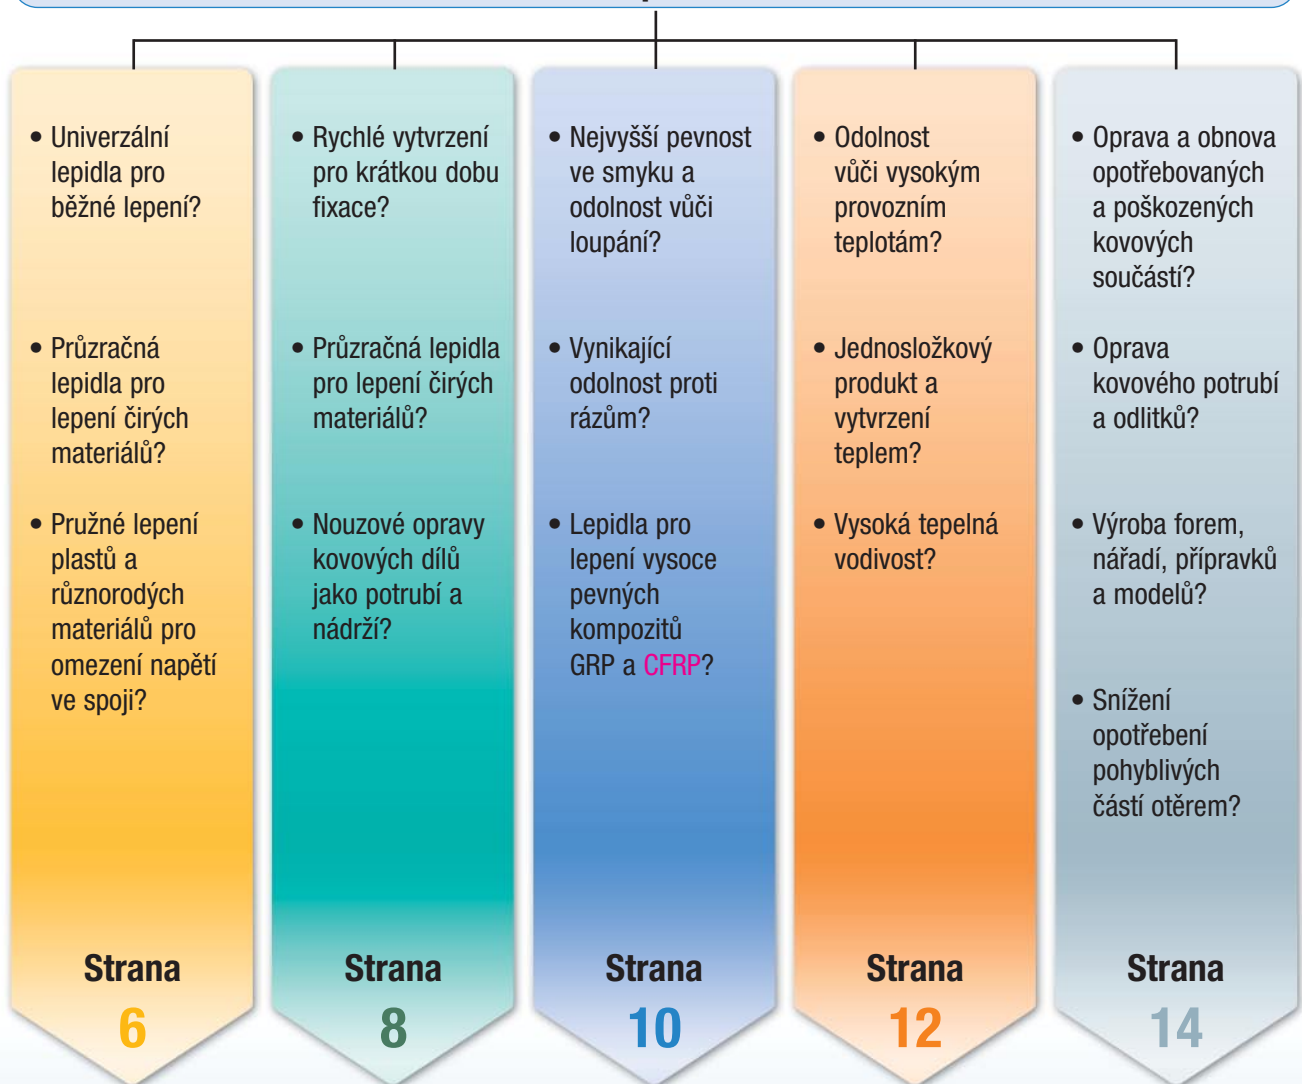 • Univerzální
lepidla pro
běžné lepení?
• Průzračná
lepidla pro
lepení čirých
materiálů?
• Pružné lepení
plastů a
různorodých
materiálů pro
omezení napětí
ve spoji?
Strana
6
• Rychlé vytvrzení
pro krátkou dobu
fixace?
• Průzračná lepidla
pro lepení čirých
materiálů?
• Nouzové opravy
kovových dílů
jako potrubí a
nádrží?
Strana
8
• Nejvyšší pevnost
ve smyku a
odolnost vůči
loupání?
• Vynikající
odolnost proti
rázům?
• Lepidla pro
lepení vysoce
pevných
kompozitů
GRP a CFRP?
Strana
10
• Odolnost
vůči vysokým
provozním
teplotám?
• Jednosložkový
produkt a
vytvrzení
teplem?
• Vysoká tepelná
vodivost?
Strana
12
• Oprava a obnova
opotřebovaných
a poškozených
kovových
součástí?
• Oprava
kovového potrubí
a odlitků?
• Výroba forem,
nářadí, přípravků
a modelů?
• Snížení
opotřebení
pohyblivých
částí otěrem?
Strana
14